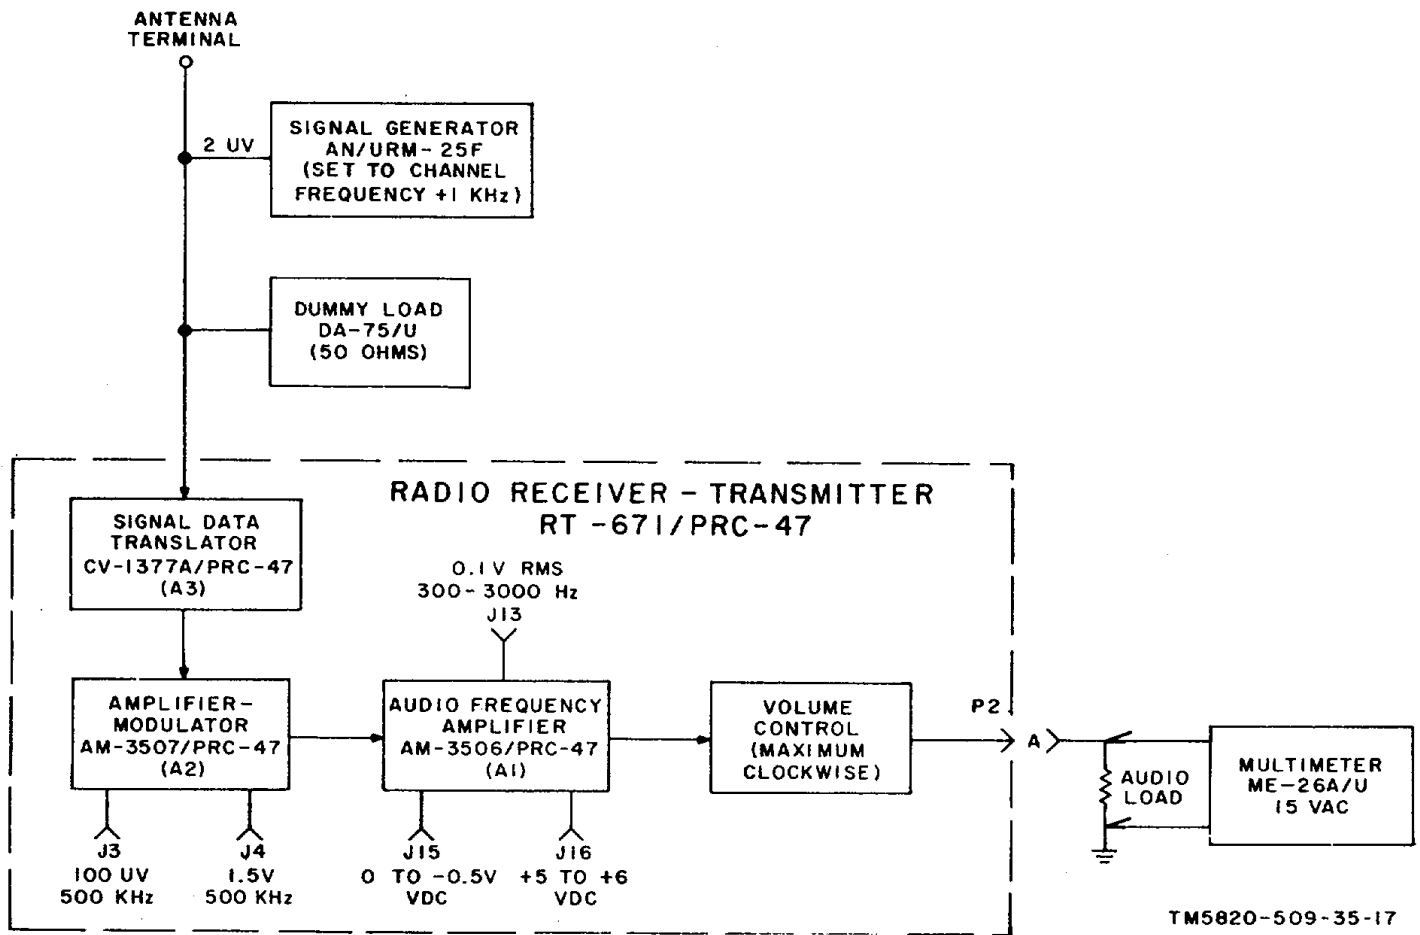 ANTENNA
TERMINAL
2 UV
SIGNAL GENERATOR
AN/URM-25F
(SET TO CHANNEL
FREQUENCY +1 KHz)
DUMMY LOAD
DA-75/U
(50 OHMS)
RADIO RECEIVER - TRANSMITTER
RT -671/PRC-47
SIGNAL DATA
TRANSLATOR
CV-1377A/PRC-47
(A3)
0.1V RMS
300-3000 Hz
J13
AMPLIFIER-
MODULATOR
AM-3507/PRC-47
(A2)
AUDIO FREQUENCY
AMPLIFIER
AM-3506/PRC-47
(A1)
VOLUME
CONTROL
(MAXIMUM
CLOCKWISE)
P2
A
AUDIO
LOAD
MULTIMETER
ME-26A/U
15 VAC
J3
100 UV
500 KHz
J4
1.5V
500 KHz
J15
0 TO -0.5V
VDC
J16
+5 TO +6
VDC
TM5820-509-35-17